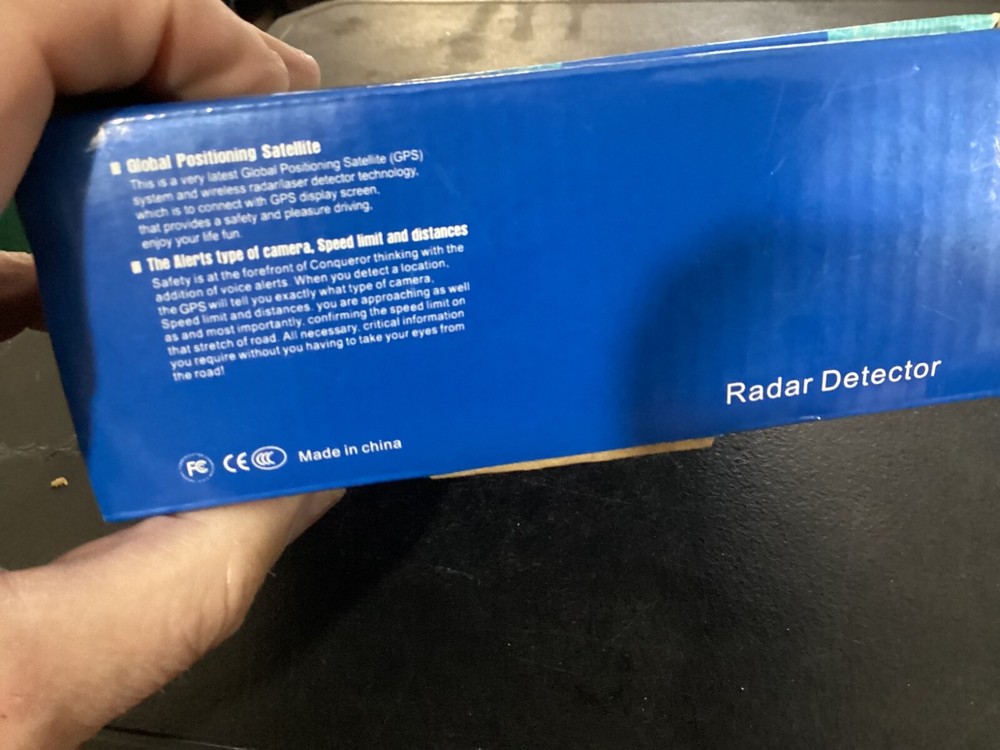 Global Positioning Satellite
This is a very latest Global Positioning Satellite (GPS)
system and wireless radar/laser detector technology,
which is to connect with GPS display screen,
that provides a safety and pleasure driving,
enjoy your life fun.
The Alerts type of camera, Speed limit and distances
Safety is at the forefront of Conqueror thinking with the
addition of voice alerts. When you detect a location,
the GPS will tell you exactly what type of camera,
Speed limit and distances, you are approaching as well
as and most importantly, confirming the speed limit on
that stretch of road. All necessary, critical information
you require without you having to take your eyes from
the road!
Radar Detector
FC CE CCC Made in china